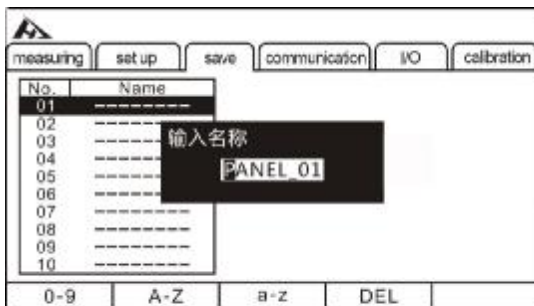 measuring set up save communication I/O calibration
No. Name
01 --------
02 --------
03 --------
04 --------
05 --------
06 --------
07 --------
08 --------
09 --------
10 --------
输入名称
PANEL_01
0-9 A-Z a-z DEL